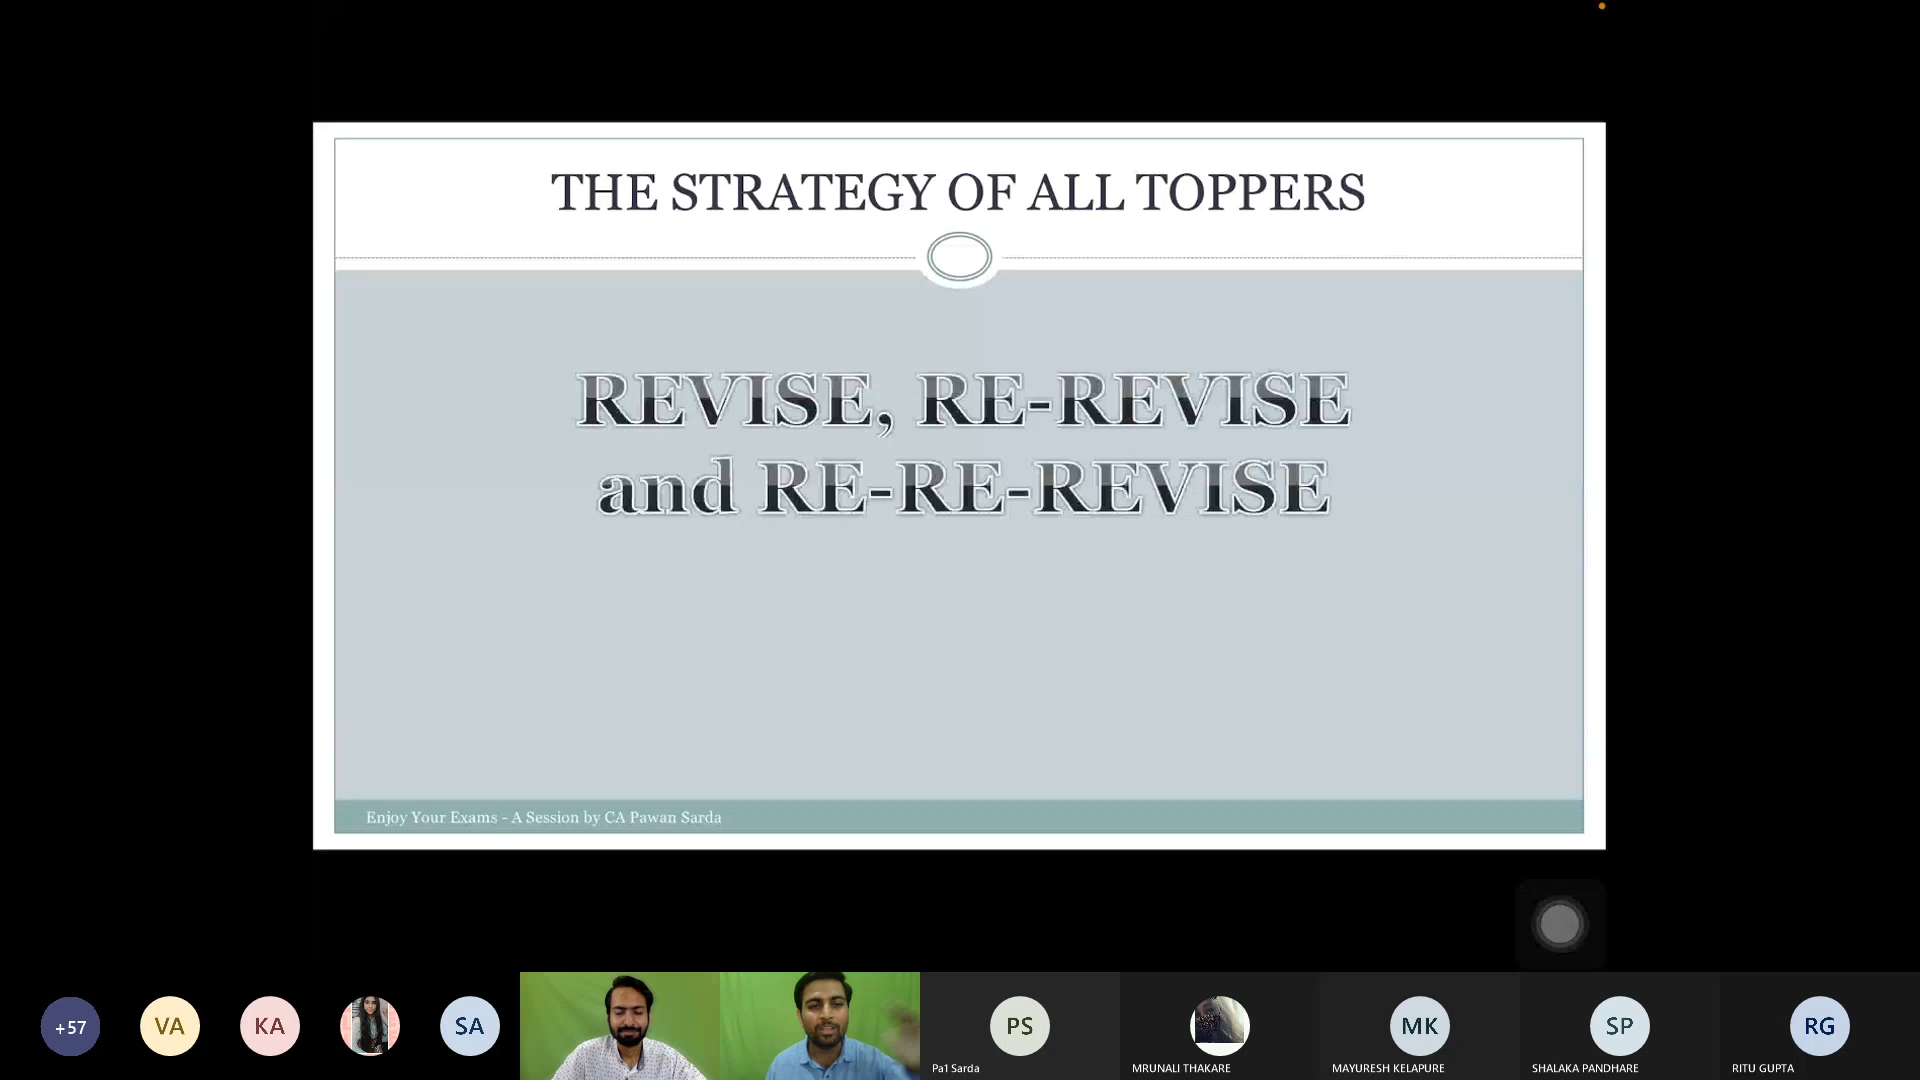 THE STRATEGY OF ALL TOPPERS
REVISE, RE-REVISE
and RE-RE-REVISE
Enjoy Your Exams - A Session by CA Pawan Sarda
+57
VA
KA
SA
PS
Pa1 Sarda
MRUNALI THAKARE
MK
MAYURESH KELAPURE
SP
SHALAKA PANDHARE
RG
RITU GUPTA